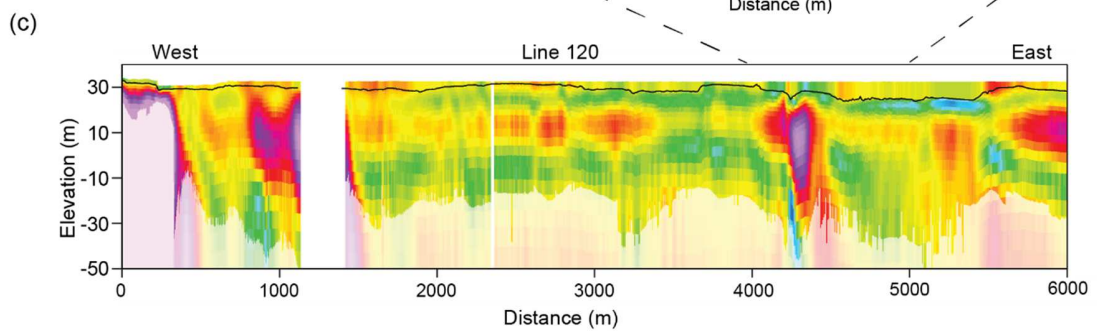 Distance (m)
(c)
West Line 120 East
30
10
-10
-30
-50
Elevation (m)
0 1000 2000 3000 4000 5000 6000
Distance (m)